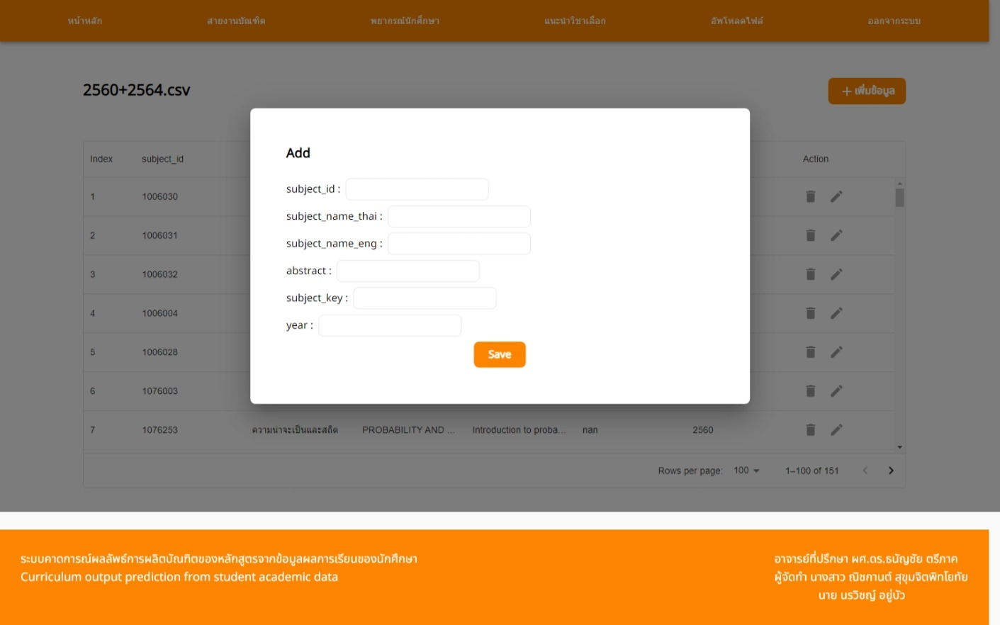 หน้าหลัก สายงานบัณฑิต พยากรณ์นักศึกษา แนะนำวิชาเลือก อัพโหลดไฟล์ ออกจากระบบ
2560+2564.csv
+ เพิ่มข้อมูล
Index subject_id Action
1 1006030
2 1006031
3 1006032
4 1006004
5 1006028
6 1076003
7 1076253 ความน่าจะเป็นและสถิต PROBABILITY AND ... Introduction to proba... nan 2560
Rows per page: 100 1–100 of 151
Add
subject_id :
subject_name_thai :
subject_name_eng :
abstract :
subject_key :
year :
Save
ระบบคาดการณ์ผลลัพธ์การผลิตบัณฑิตของหลักสูตรจากข้อมูลผลการเรียนของนักศึกษา
Curriculum output prediction from student academic data
อาจารย์ที่ปรึกษา ผศ.ดร.ธนัญชัย ตรีภาค
ผู้จัดทำ นางสาว ณิชกานต์ สุขุมจิตพิทโยทัย
นาย นรวิชญ์ อยู่บัว